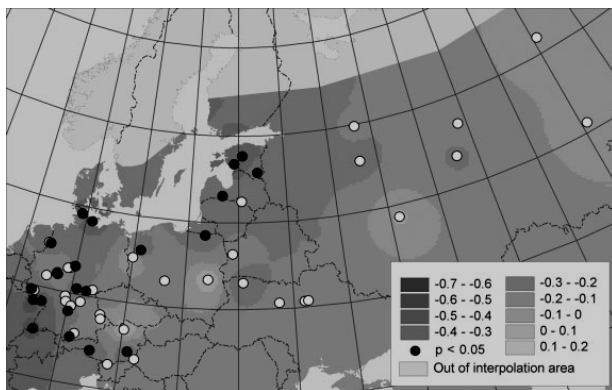 -0.7 - -0.6
-0.6 - -0.5
-0.5 - -0.4
-0.4 - -0.3
p < 0.05
-0.3 - -0.2
-0.2 - -0.1
-0.1 - 0
0 - 0.1
0.1 - 0.2
Out of interpolation area